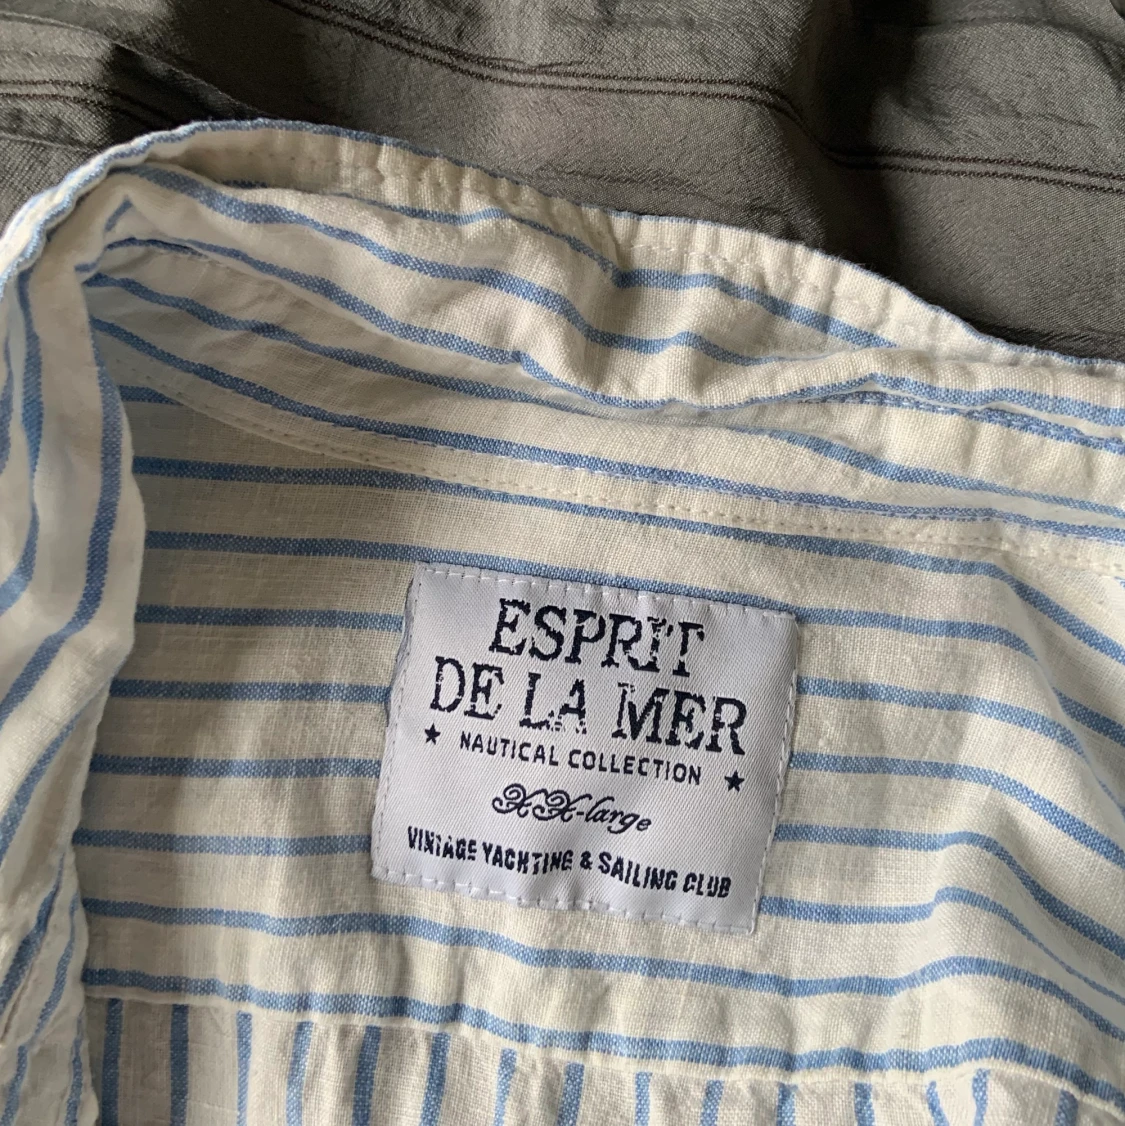 ESPRIT
DE LA MER
★ NAUTICAL COLLECTION ★
XX-large
VINTAGE YACHTING & SAILING CLUB